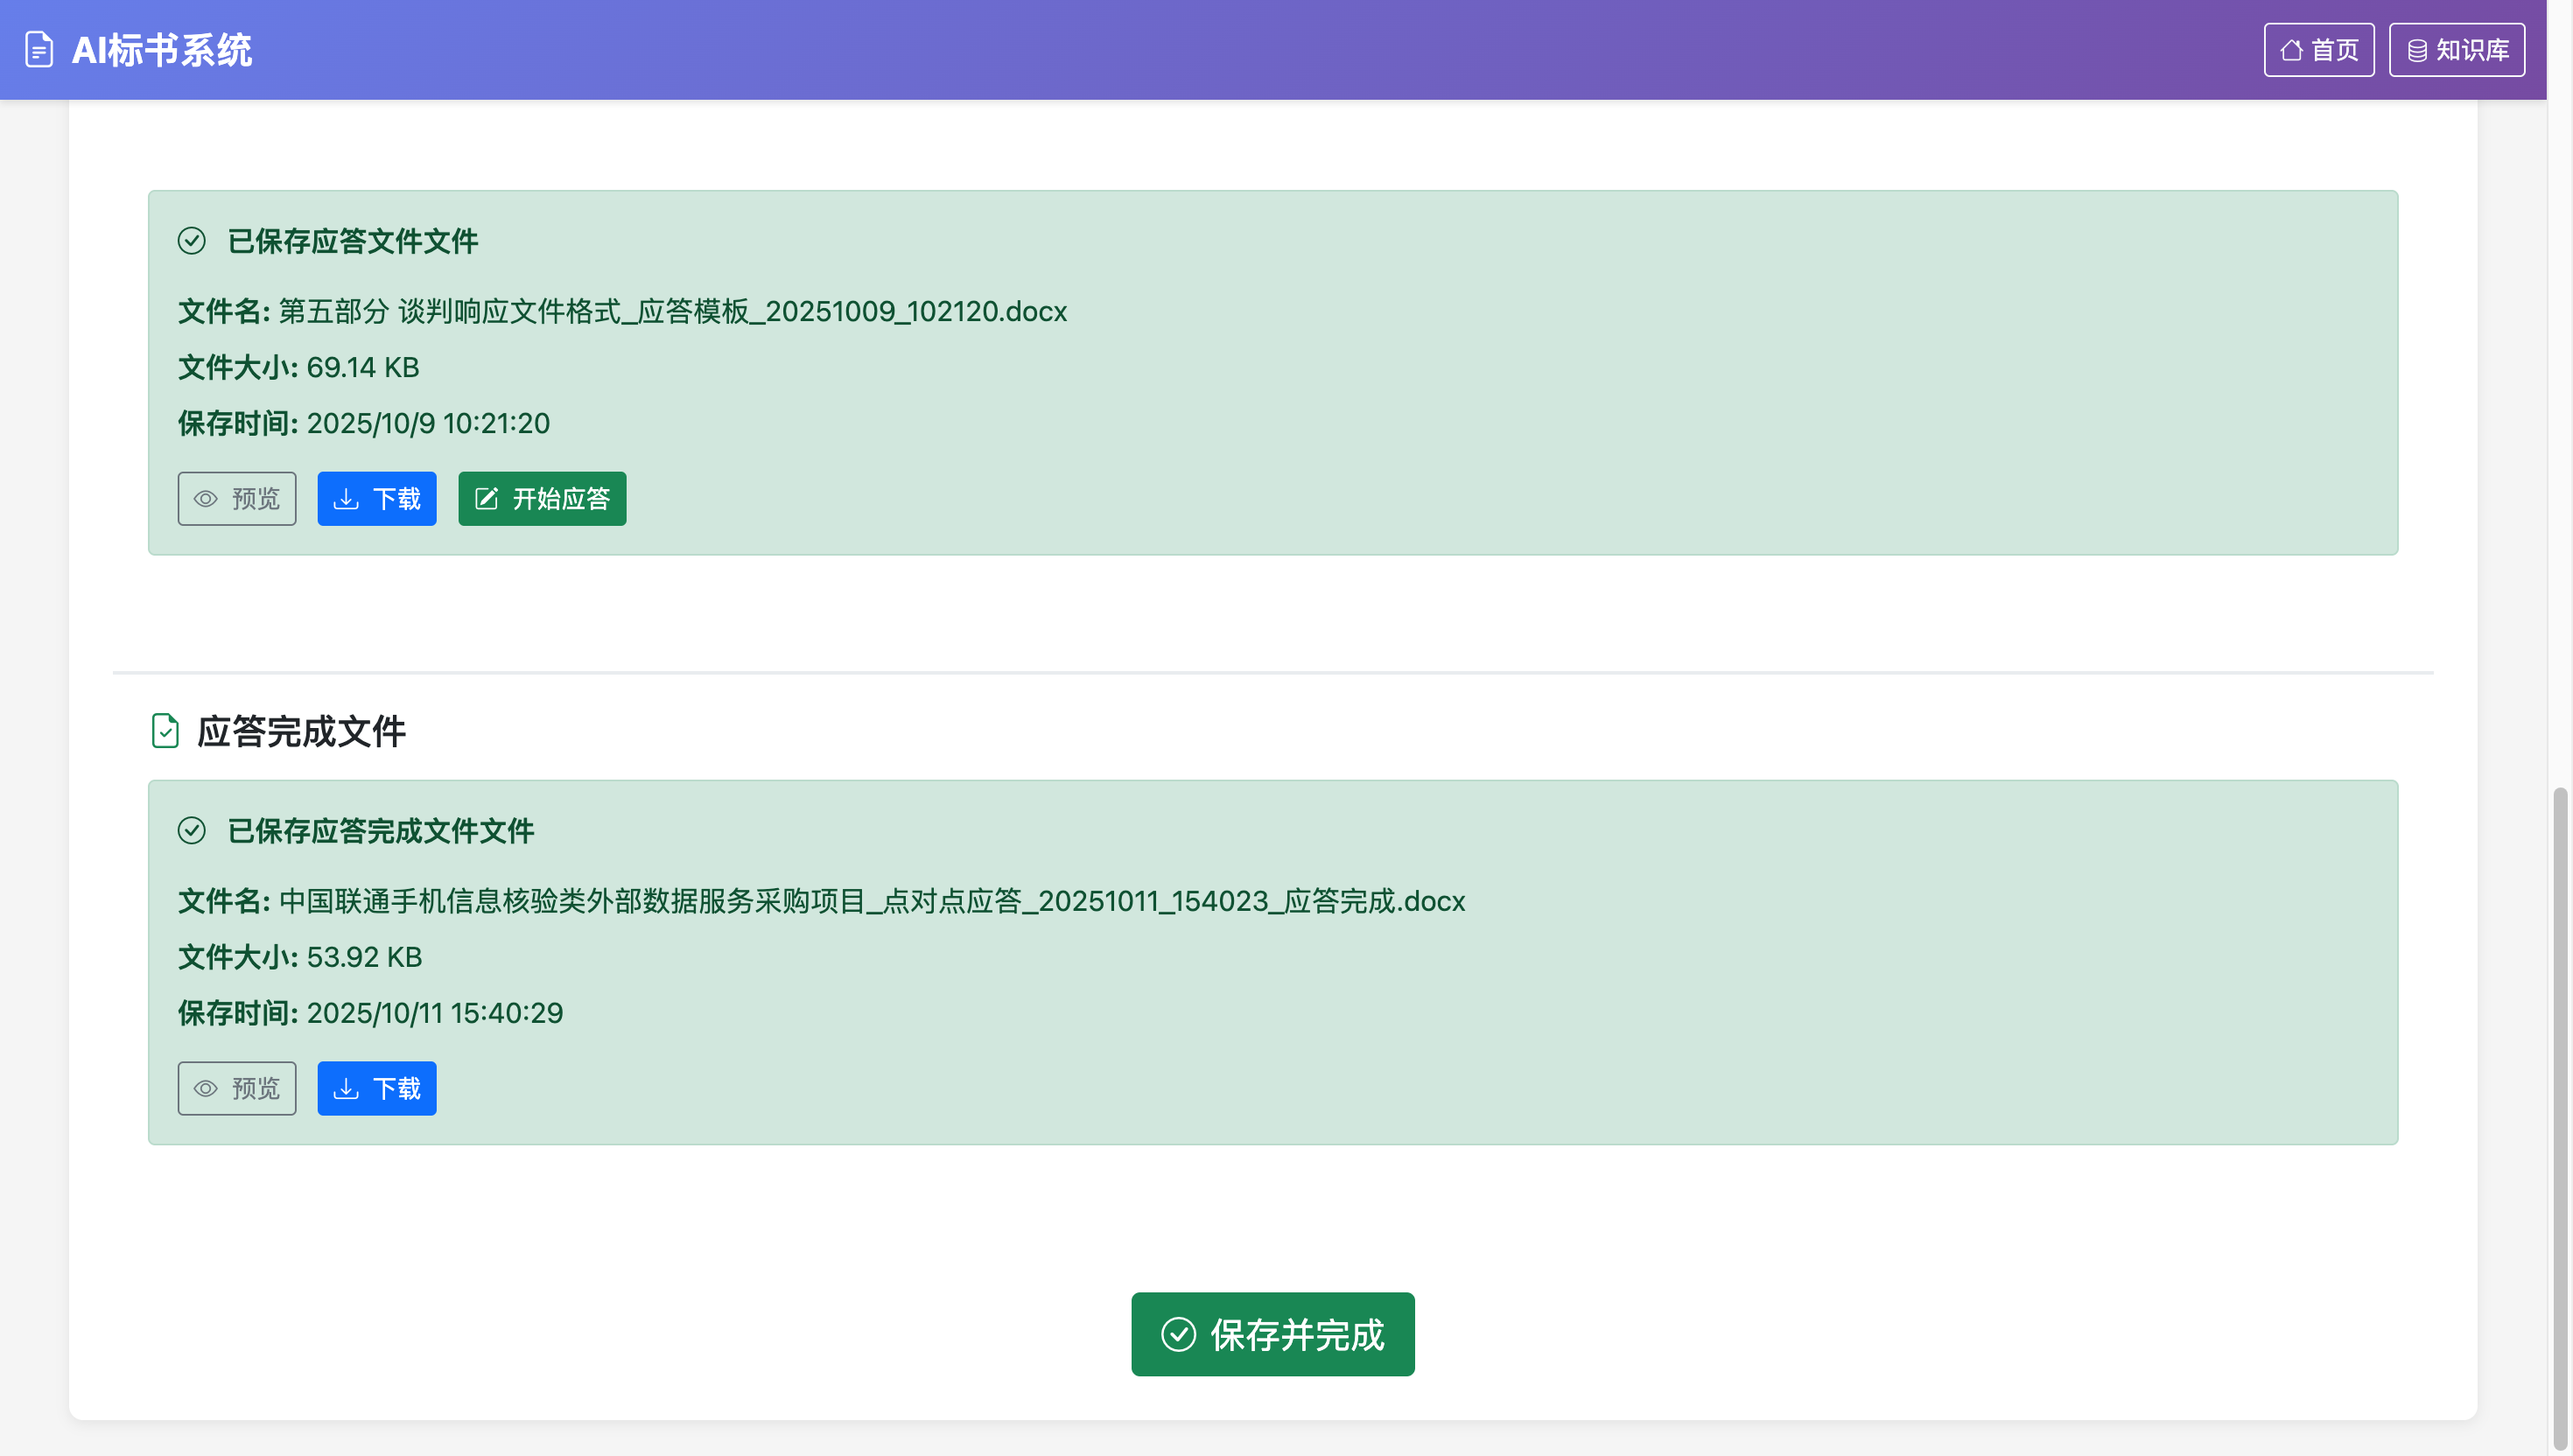 AI标书系统
首页
知识库
已保存应答文件文件
文件名: 第五部分 谈判响应文件格式_应答模板_20251009_102120.docx
文件大小: 69.14 KB
保存时间: 2025/10/9 10:21:20
预览
下载
开始应答
应答完成文件
已保存应答完成文件文件
文件名: 中国联通手机信息核验类外部数据服务采购项目_点对点应答_20251011_154023_应答完成.docx
文件大小: 53.92 KB
保存时间: 2025/10/11 15:40:29
预览
下载
保存并完成